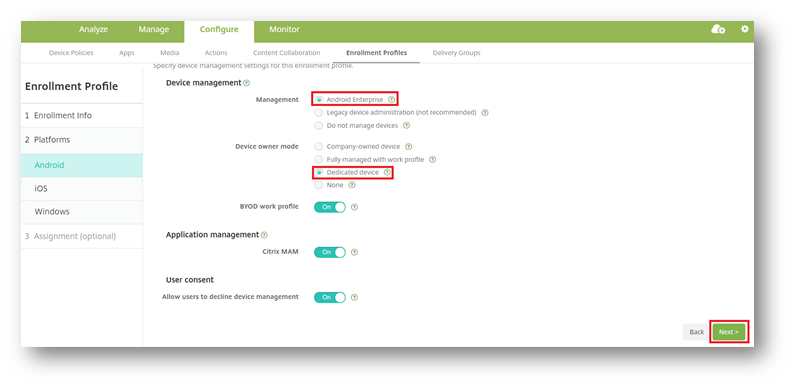 Analyze Manage Configure Monitor
Device Policies Apps Media Actions Content Collaboration Enrollment Profiles Delivery Groups
Specify device management settings for this enrollment profile.
Enrollment Profile
1 Enrollment Info
2 Platforms
Android
iOS
Windows
3 Assignment (optional)
Device management
Management Android Enterprise
Legacy device administration (not recommended)
Do not manage devices
Device owner mode Company-owned device
Fully managed with work profile
Dedicated device
None
BYOD work profile On
Application management
Citrix MAM On
User consent
Allow users to decline device management On
Back Next >